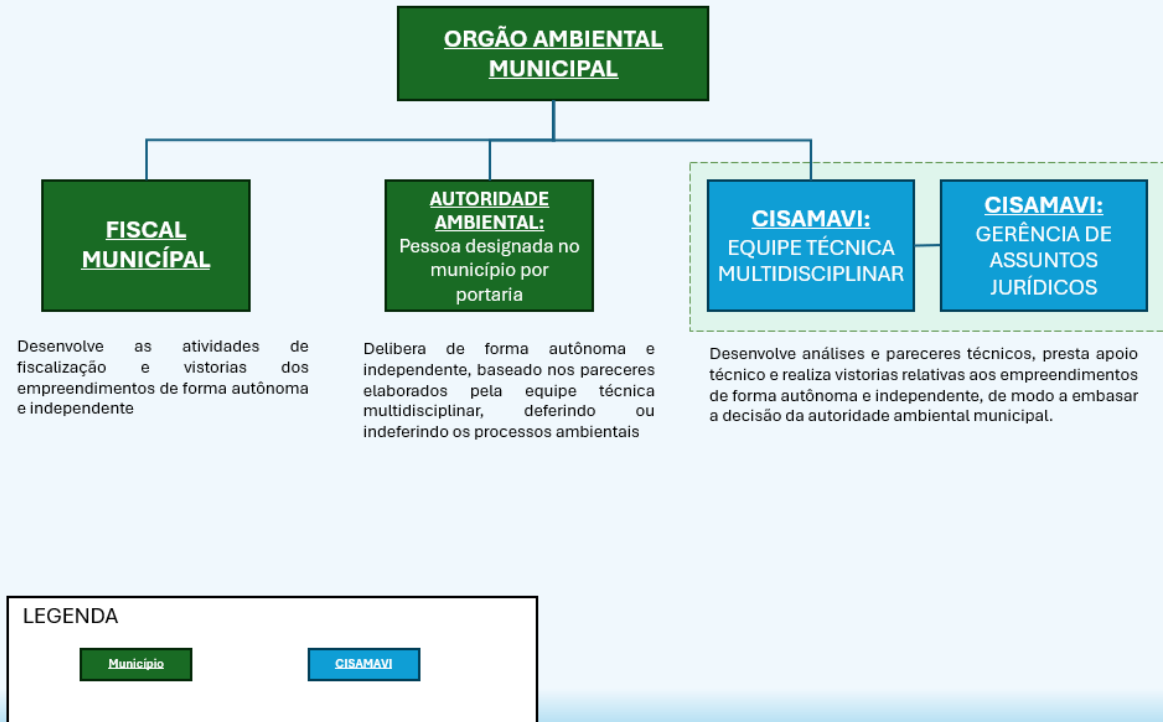 ORGÃO AMBIENTAL
MUNICIPAL
FISCAL
MUNICÍPAL
AUTORIDADE
AMBIENTAL:
Pessoa designada no
município por
portaria
CISAMAVI:
EQUIPE TÉCNICA
MULTIDISCIPLINAR
CISAMAVI:
GERÊNCIA DE
ASSUNTOS
JURÍDICOS
Desenvolve as atividades de
fiscalização e vistorias dos
empreendimentos de forma autônoma
e independente
Delibera de forma autônoma e
independente, baseado nos pareceres
elaborados pela equipe técnica
multidisciplinar, deferindo ou
indeferindo os processos ambientais
Desenvolve análises e pareceres técnicos, presta apoio
técnico e realiza vistorias relativas aos empreendimentos
de forma autônoma e independente, de modo a embasar
a decisão da autoridade ambiental municipal.
LEGENDA
Município
CISAMAVI